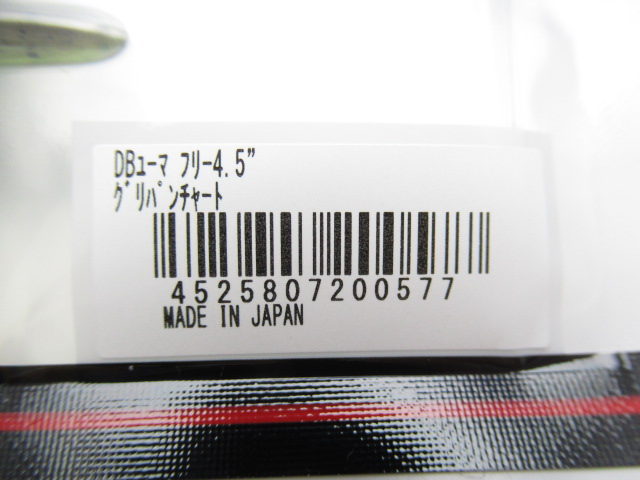 DBﾕｰﾏ ﾌﾘｰ4.5"
ｸﾞﾘﾊﾟﾝﾁｬｰﾄ
4525807200577
MADE IN JAPAN